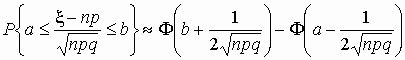 P{a ≤ (ξ − np)/√(npq) ≤ b} ≈ Φ(b + 1/(2√(npq))) − Φ(a − 1/(2√(npq)))